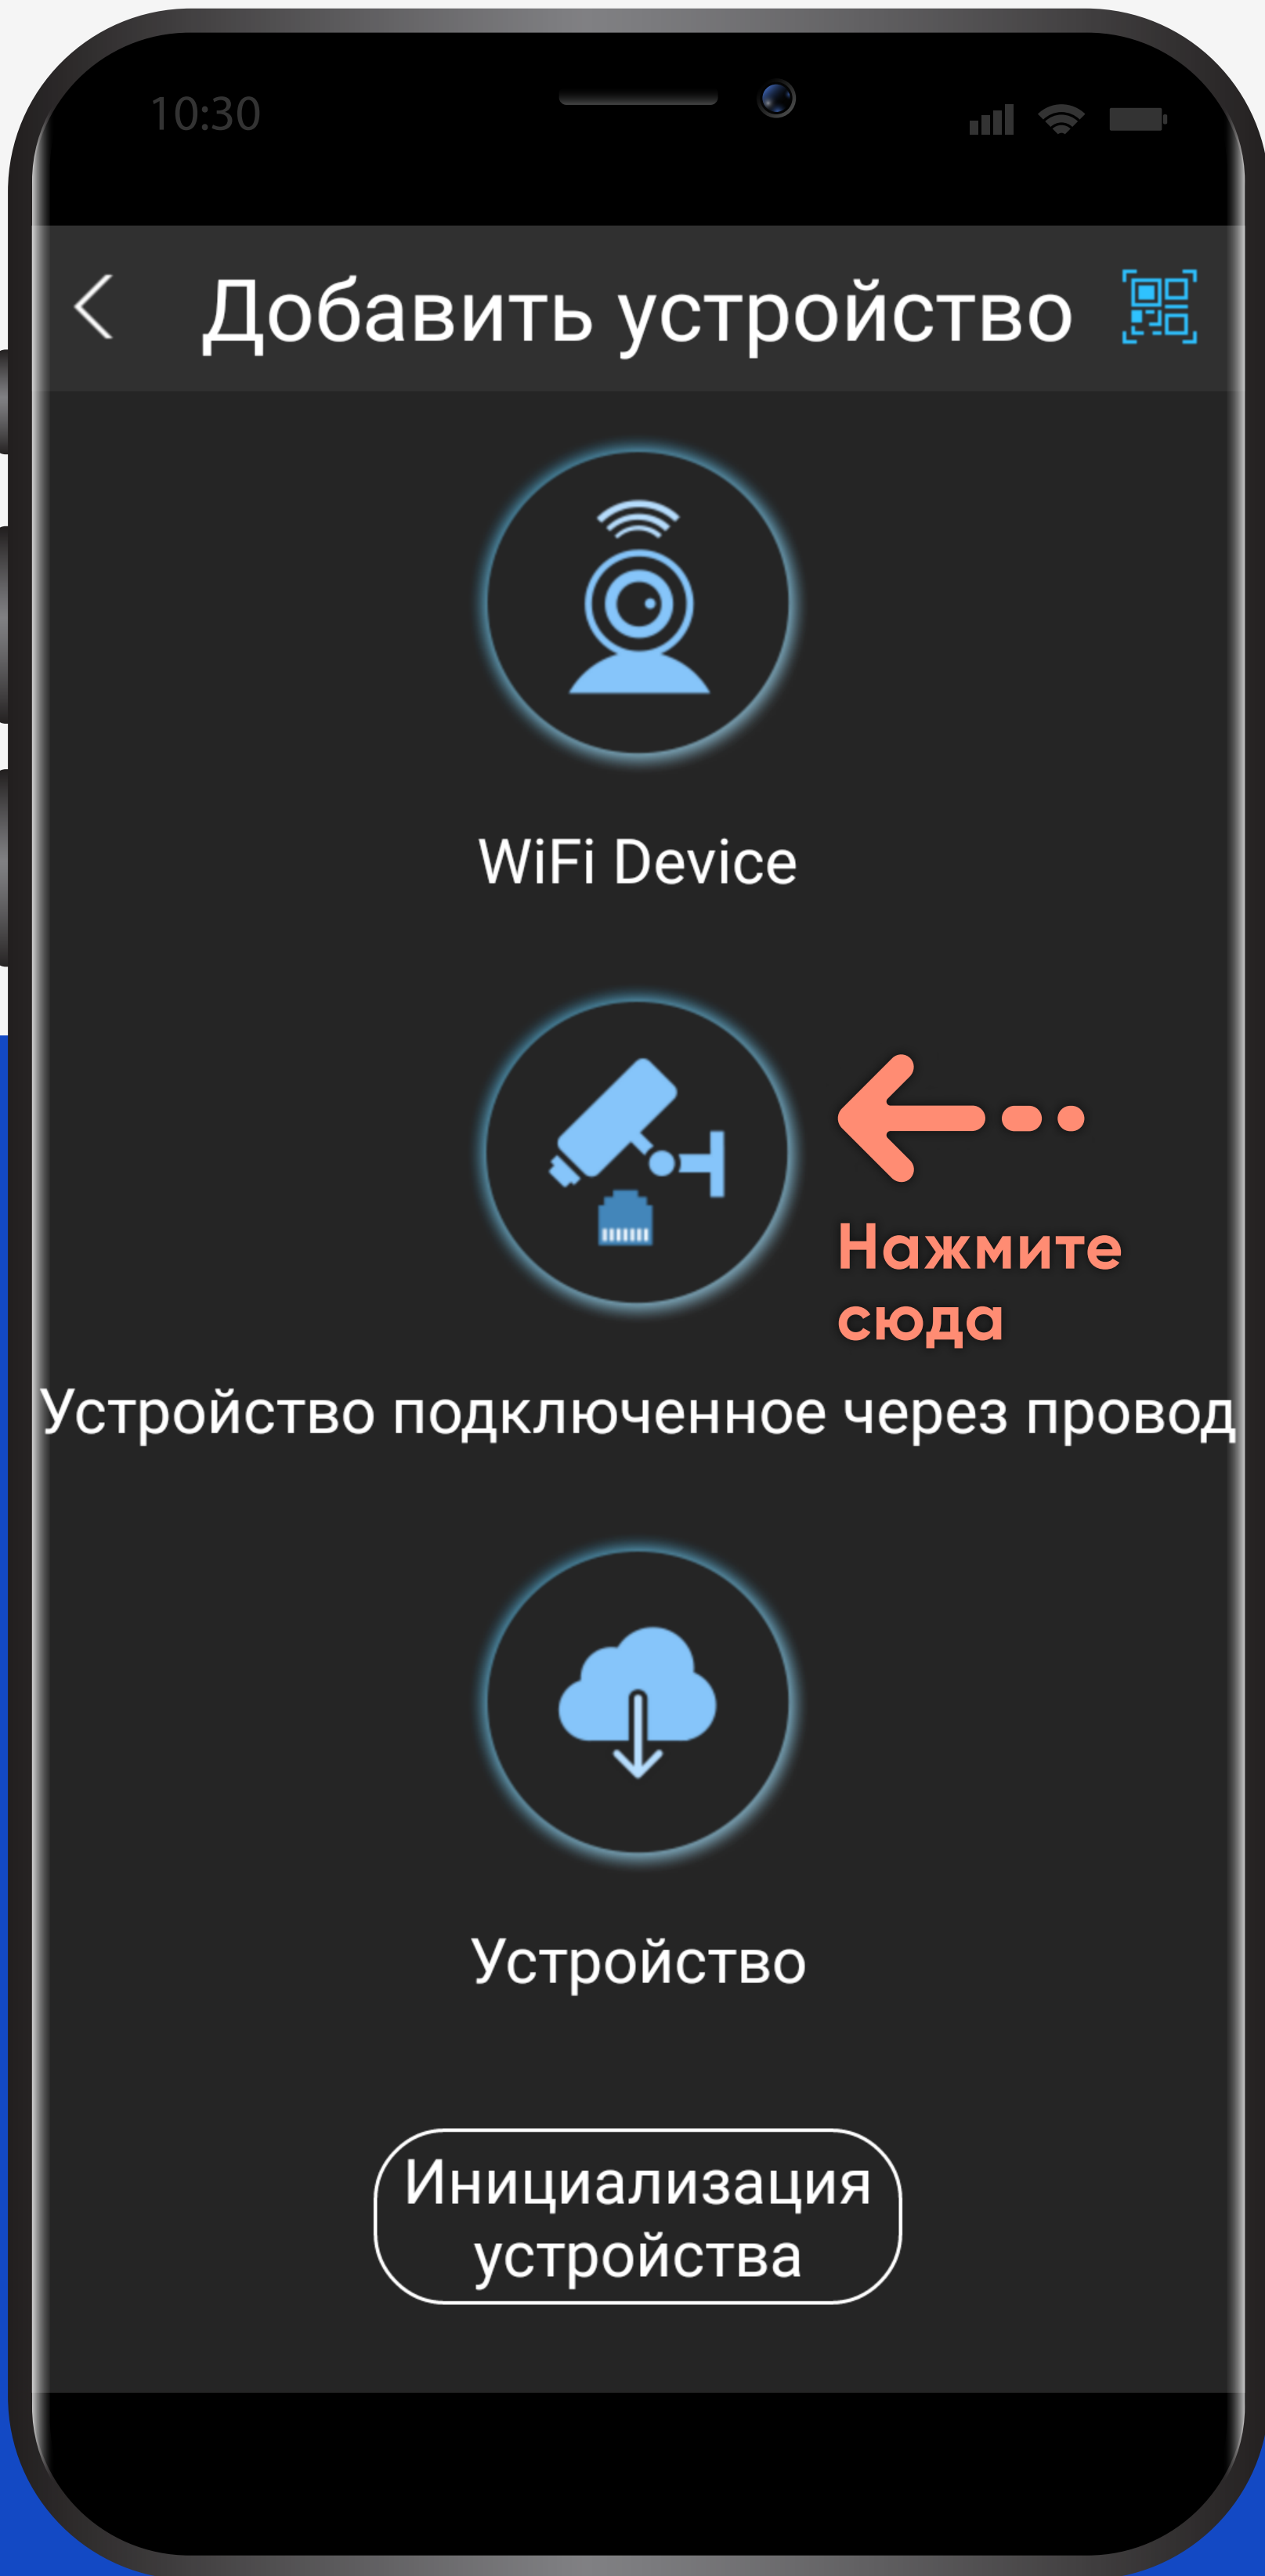 10:30
Добавить устройство
WiFi Device
Нажмите
сюда
Устройство подключенное через провод
Устройство
Инициализация
устройства